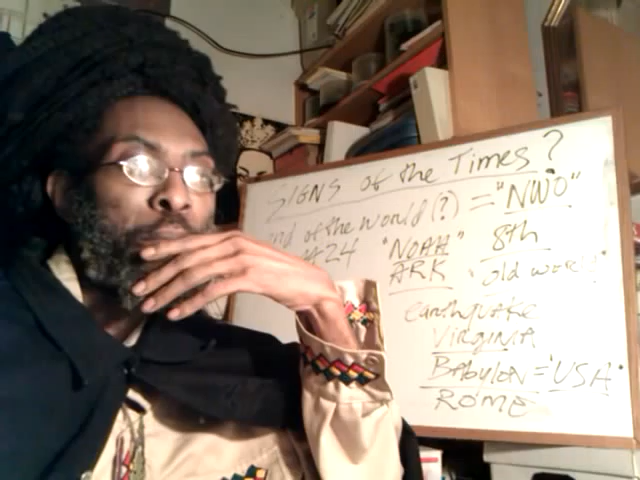 SIGNS of the Times?
end of the world(?) = "NWO"
424 "NOAH" 8th
ARK "old world"
earthquake
VIRGINIA
BAbylon = "USA"
ROME